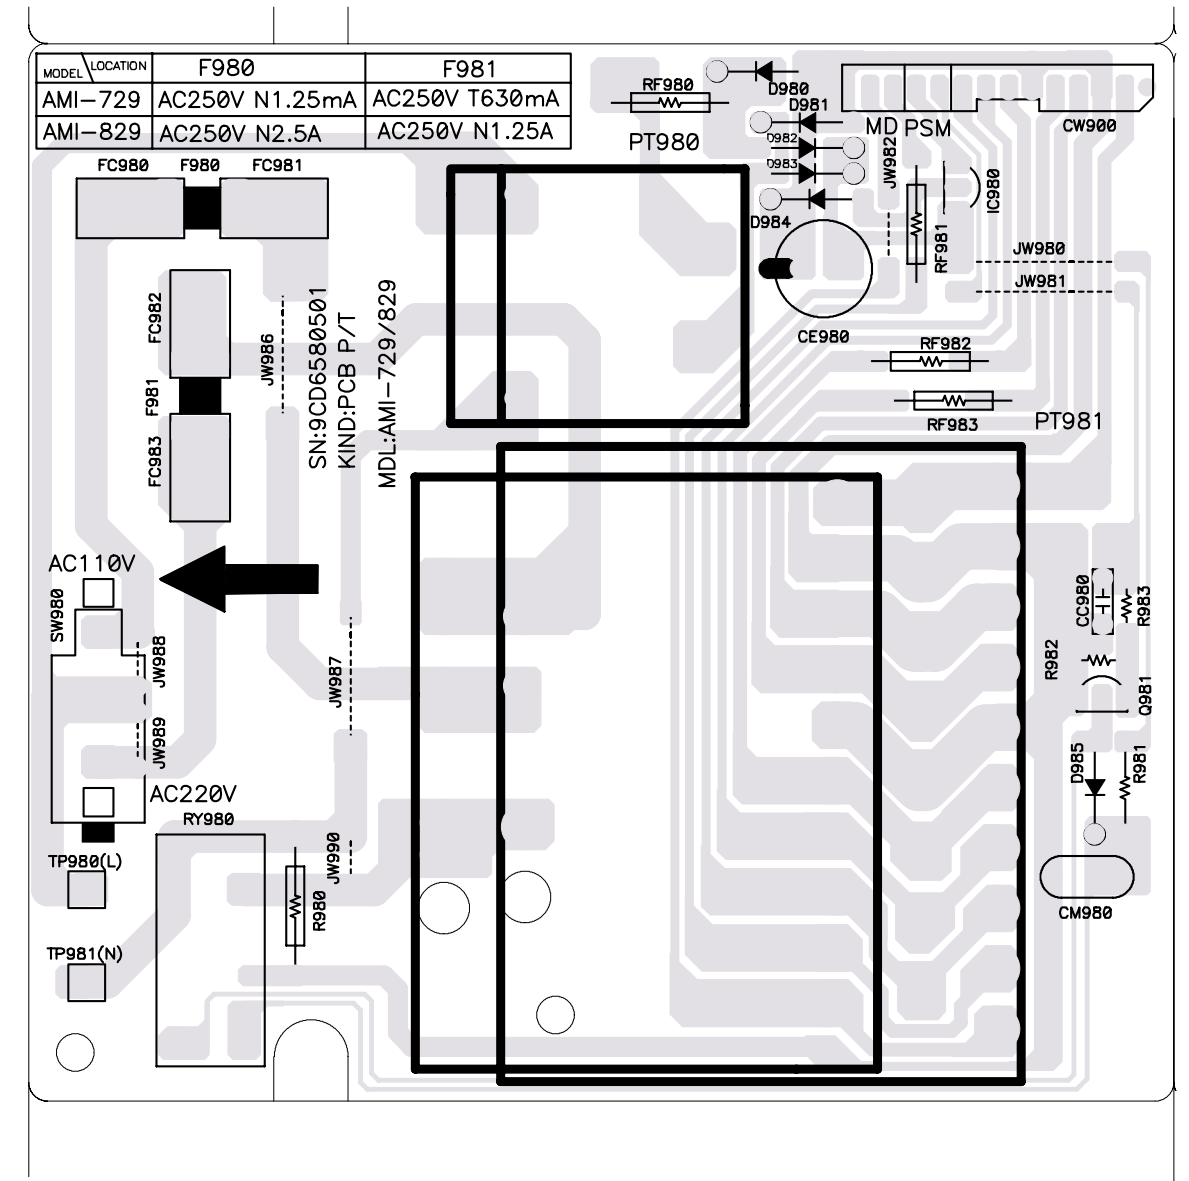 MODEL LOCATION F980 F981
AMI-729 AC250V N1.25mA AC250V T630mA
AMI-829 AC250V N2.5A AC250V N1.25A
RF980
D980
D981
PT980
D982
D983
D984
MD PSM
CW900
JW982
IC980
RF981
FC980 F980 FC981
JW980
JW981
CE980
FC982
JW986
F981
FC983
SN:9CD6580501
KIND:PCB P/T
MDL:AMI-729/829
RF982
RF983
PT981
AC110V
SW980
JW988
JW987
JW989
CC980
R983
R982
Q981
D985
R981
AC220V
RY980
JW990
TP980(L)
R980
CM980
TP981(N)